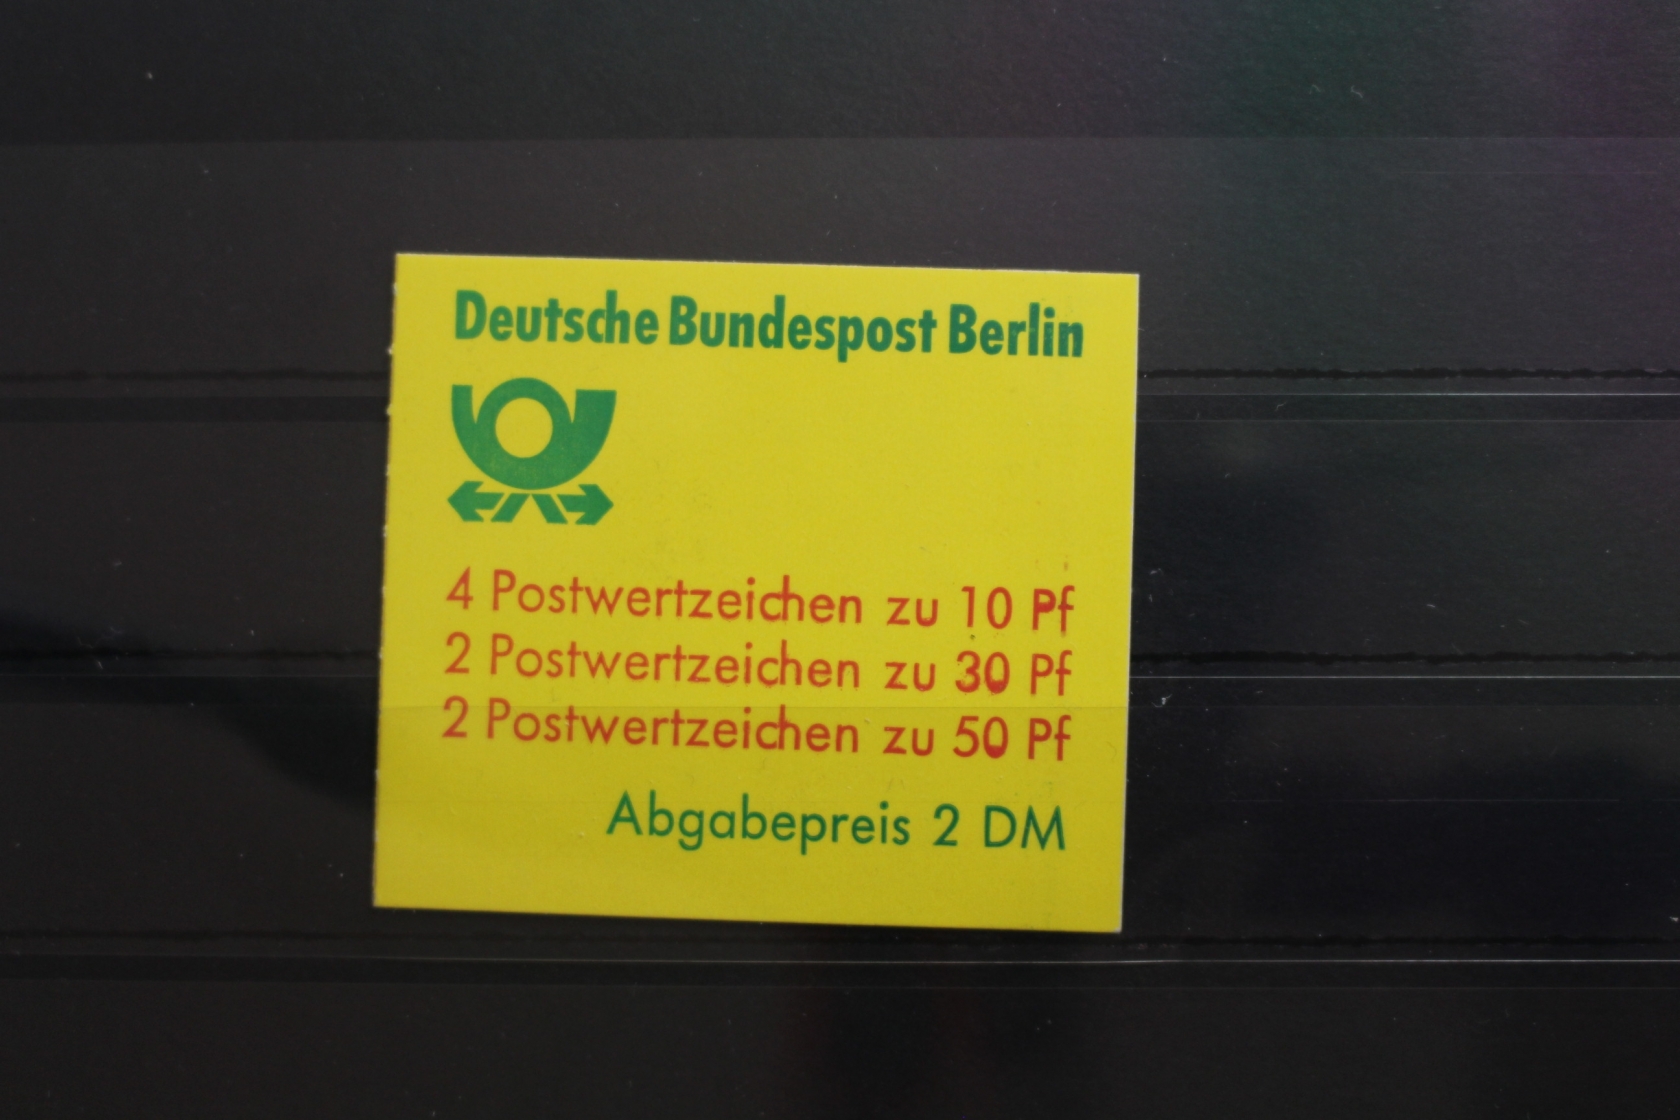 Deutsche Bundespost Berlin
4 Postwertzeichen zu 10 Pf
2 Postwertzeichen zu 30 Pf
2 Postwertzeichen zu 50 Pf
Abgabepreis 2 DM